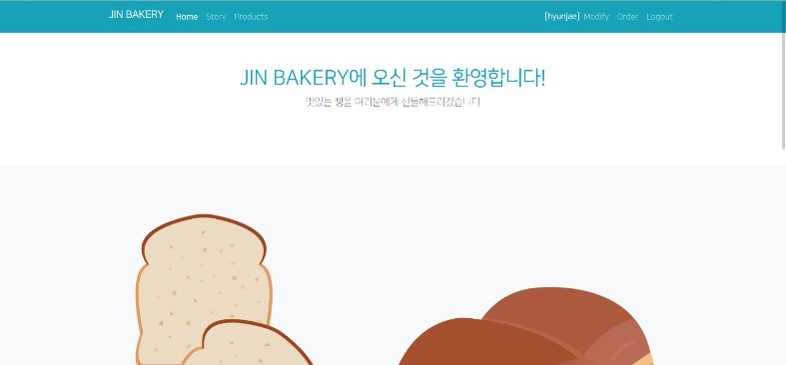 JIN BAKERY Home Story Products [hyunjae] Modify Order Logout
JIN BAKERY에 오신 것을 환영합니다!
맛있는 빵을 여러분에게 선물해드리겠습니다